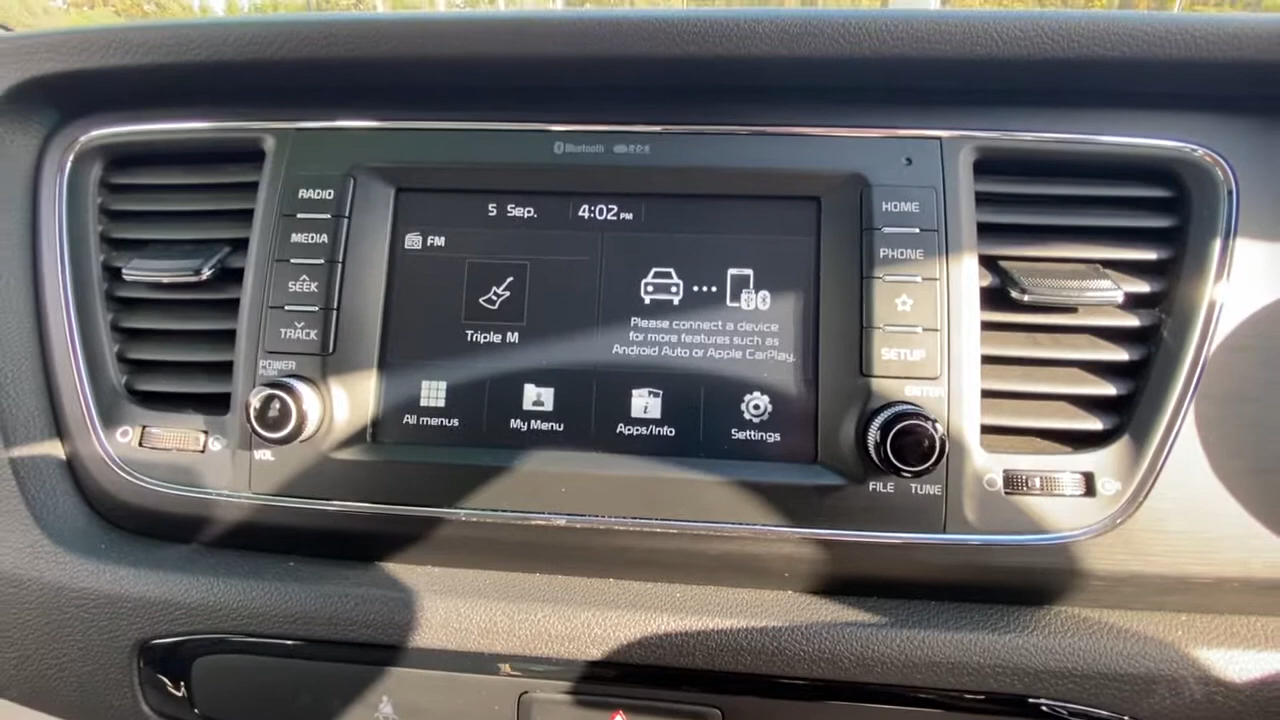 Bluetooth
RADIO
MEDIA
SEEK
TRACK
POWER
PUSH
VOL
5 Sep. 4:02 PM
FM
Triple M
Please connect a device
for more features such as
Android Auto or Apple CarPlay.
All menus
My Menu
Apps/Info
Settings
HOME
PHONE
SETUP
ENTER
FILE TUNE